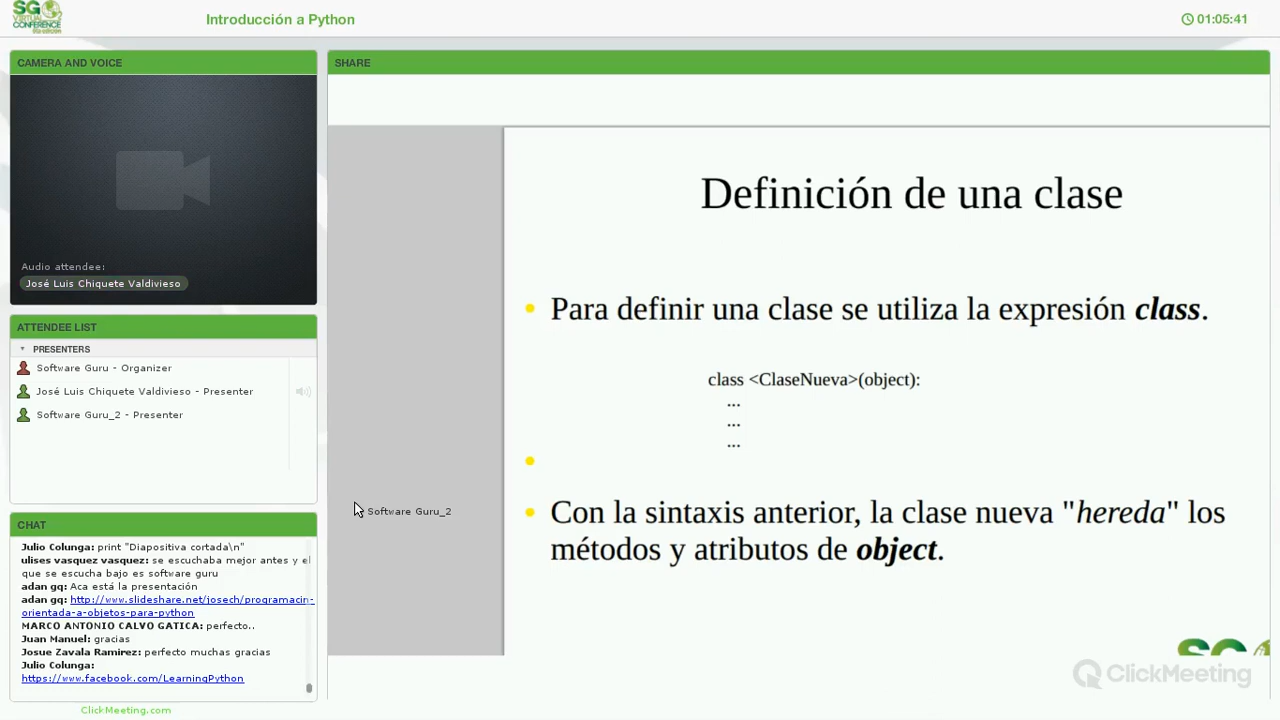 SG
VIRTUAL
CONFERENCE
Introducción a Python
01:05:41
CAMERA AND VOICE
Audio attendee:
José Luis Chiquete Valdivieso
ATTENDEE LIST
PRESENTERS
Software Guru - Organizer
José Luis Chiquete Valdivieso - Presenter
Software Guru_2 - Presenter
CHAT
Julio Colunga: print "Diapositiva cortada\n"
ulises vasquez vasquez: se escuchaba mejor antes y el
que se escucha bajo es software guru
adan gq: Aca está la presentación
adan gq: http://www.slideshare.net/josech/programacin-
orientada-a-objetos-para-python
MARCO ANTONIO CALVO GATICA: perfecto..
Juan Manuel: gracias
Josue Zavala Ramirez: perfecto muchas gracias
Julio Colunga:
https://www.facebook.com/LearningPython
ClickMeeting.com
SHARE
Definición de una clase
Para definir una clase se utiliza la expresión class.
class <ClaseNueva>(object):
...
...
...
Con la sintaxis anterior, la clase nueva "hereda" los
métodos y atributos de object.
Software Guru_2
SG
ClickMeeting